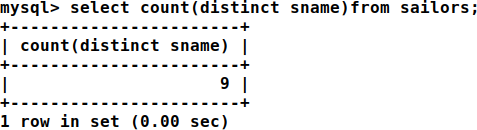 mysql> select count(distinct sname)from sailors;
+-----------------------+
| count(distinct sname) |
+-----------------------+
|                     9 |
+-----------------------+
1 row in set (0.00 sec)